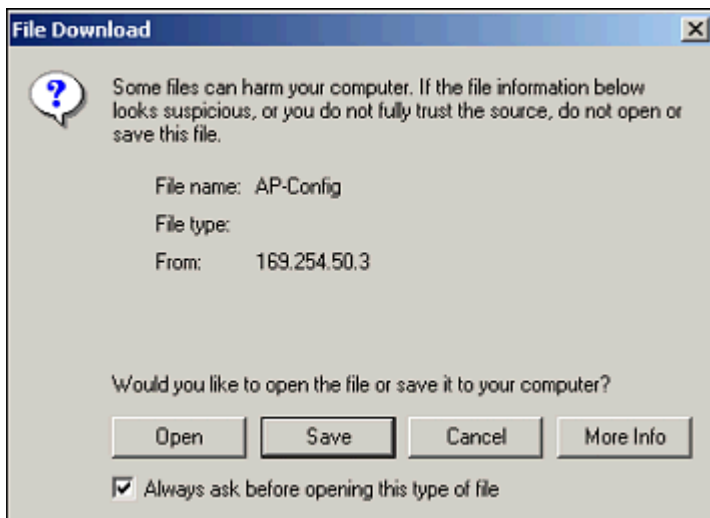 File Download
Some files can harm your computer. If the file information below
looks suspicious, or you do not fully trust the source, do not open or
save this file.
File name: AP-Config
File type:
From: 169.254.50.3
Would you like to open the file or save it to your computer?
Open Save Cancel More Info
Always ask before opening this type of file